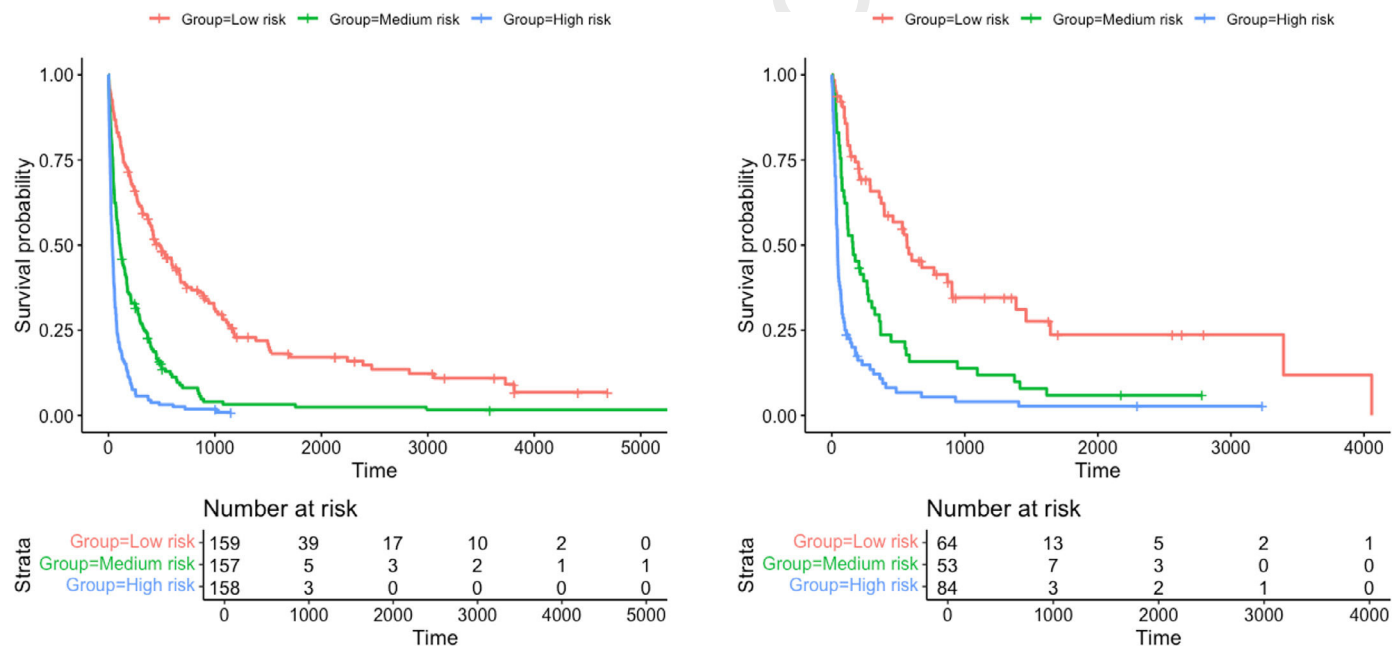 Group=Low risk Group=Medium risk Group=High risk
1.00
0.75
0.50
0.25
0.00
Survival probability
0 1000 2000 3000 4000 5000
Time
Number at risk
Strata
Group=Low risk 159 39 17 10 2 0
Group=Medium risk 157 5 3 2 1 1
Group=High risk 158 3 0 0 0 0
0 1000 2000 3000 4000 5000
Time
Group=Low risk Group=Medium risk Group=High risk
1.00
0.75
0.50
0.25
0.00
Survival probability
0 1000 2000 3000 4000
Time
Number at risk
Strata
Group=Low risk 64 13 5 2 1
Group=Medium risk 53 7 3 0 0
Group=High risk 84 3 2 1 0
0 1000 2000 3000 4000
Time